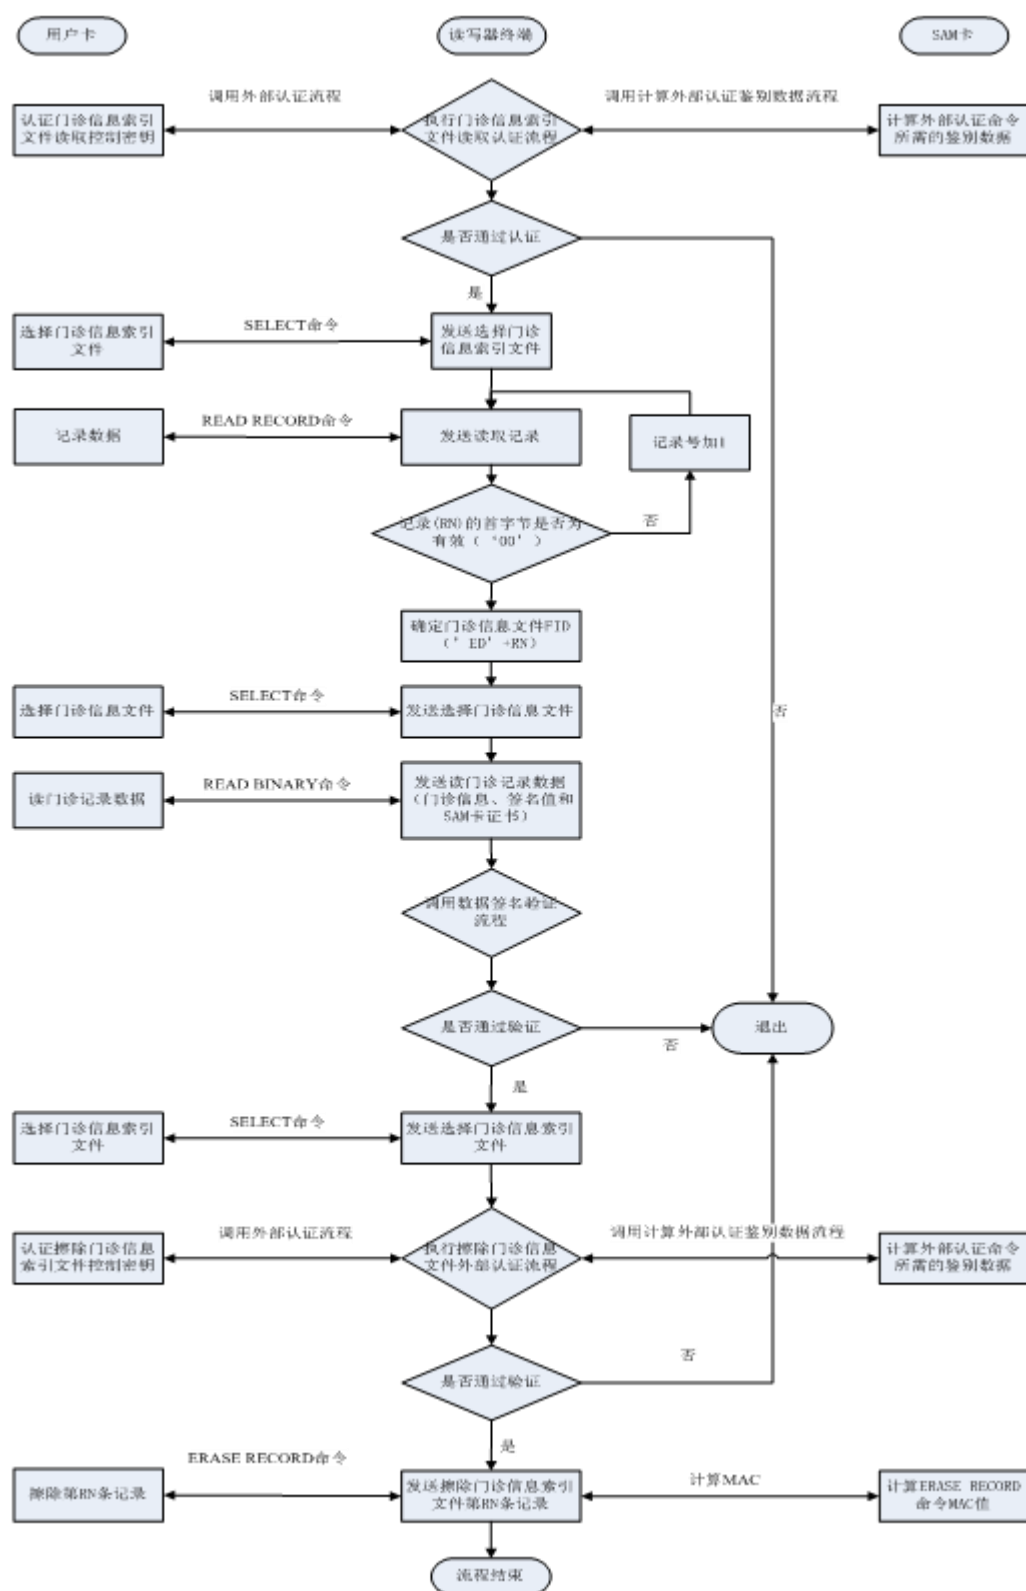 用户卡
读写器终端
SAM卡
调用外部认证流程
调用计算外部认证鉴别数据流程
认证门诊信息索引
文件读取控制密钥
执行门诊信息索引
文件读取认证流程
计算外部认证命令
所需的鉴别数据
是否通过认证
是
选择门诊信息索引
文件
SELECT命令
发送选择门诊
信息索引文件
记录数据
READ RECORD命令
发送读取记录
记录号加1
记录(RN)的首字节是否为
有效(‘00’)
否
确定门诊信息文件FID
(’ED’+RN)
选择门诊信息文件
SELECT命令
发送选择门诊信息文件
否
读门诊记录数据
READ BINARY命令
发送读门诊记录数据
(门诊信息、签名值和
SAM卡证书)
调用数据签名验证
流程
是否通过验证
否
退出
是
选择门诊信息索引
文件
SELECT命令
发送选择门诊信息索引
文件
调用外部认证流程
调用计算外部认证鉴别数据流程
认证擦除门诊信息
索引文件控制密钥
执行擦除门诊信息
文件外部认证流程
计算外部认证命令
所需的鉴别数据
否
是否通过验证
是
ERASE RECORD命令
计算MAC
擦除第RN条记录
发送擦除门诊信息索引
文件第RN条记录
计算ERASE RECORD
命令MAC值
流程结束